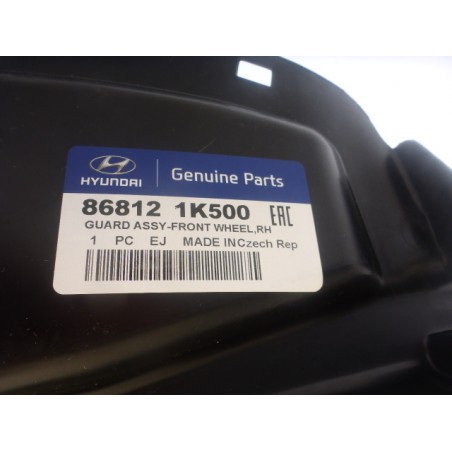 HYUNDAI
Genuine Parts
86812 1K500 EAC
GUARD ASSY-FRONT WHEEL,RH
1 PC EJ MADE INCzech Rep